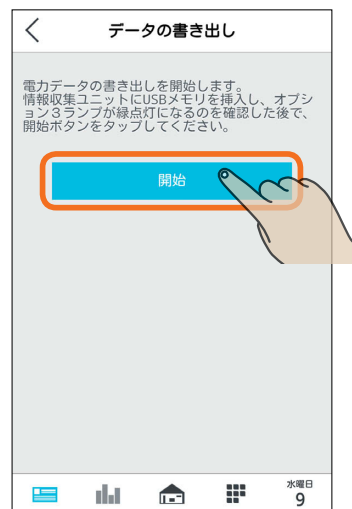 データの書き出し
電力データの書き出しを開始します。
情報収集ユニットにUSBメモリを挿入し、オプシ
ョン３ランプが緑点灯になるのを確認した後で、
開始ボタンをタップしてください。
開始
水曜日
9